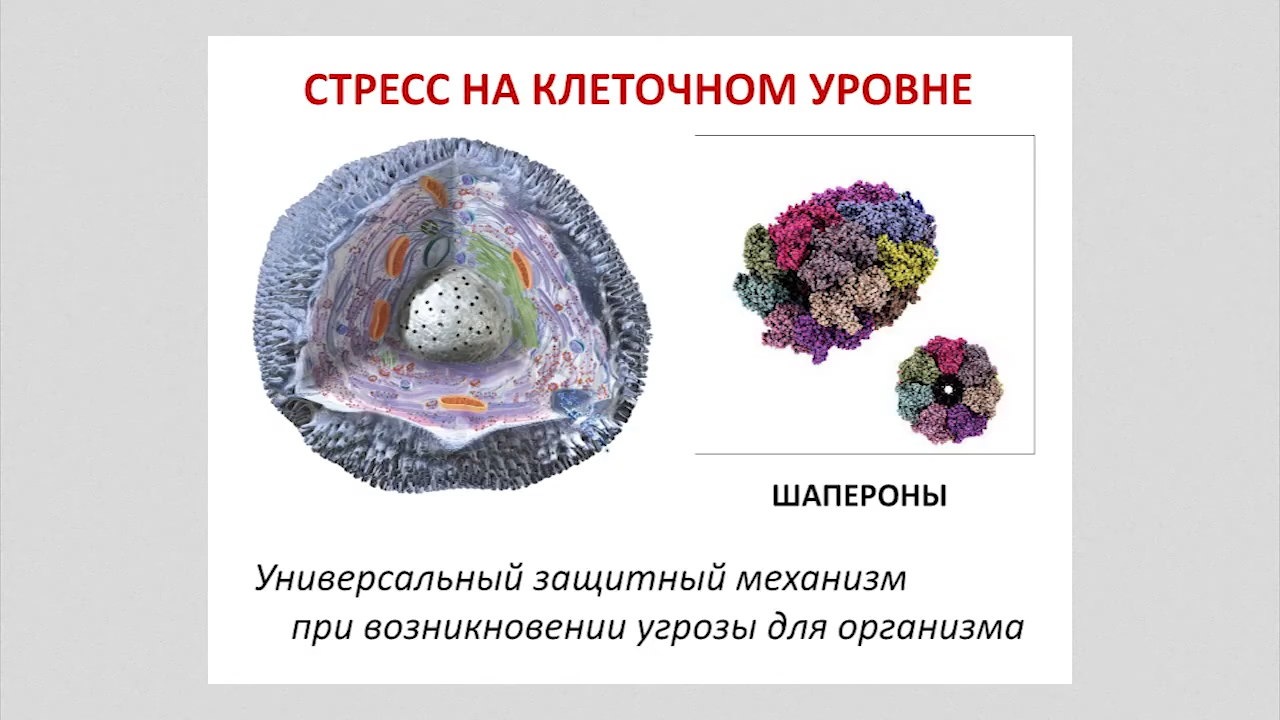 СТРЕСС НА КЛЕТОЧНОМ УРОВНЕ
ШАПЕРОНЫ
Универсальный защитный механизм
при возникновении угрозы для организма